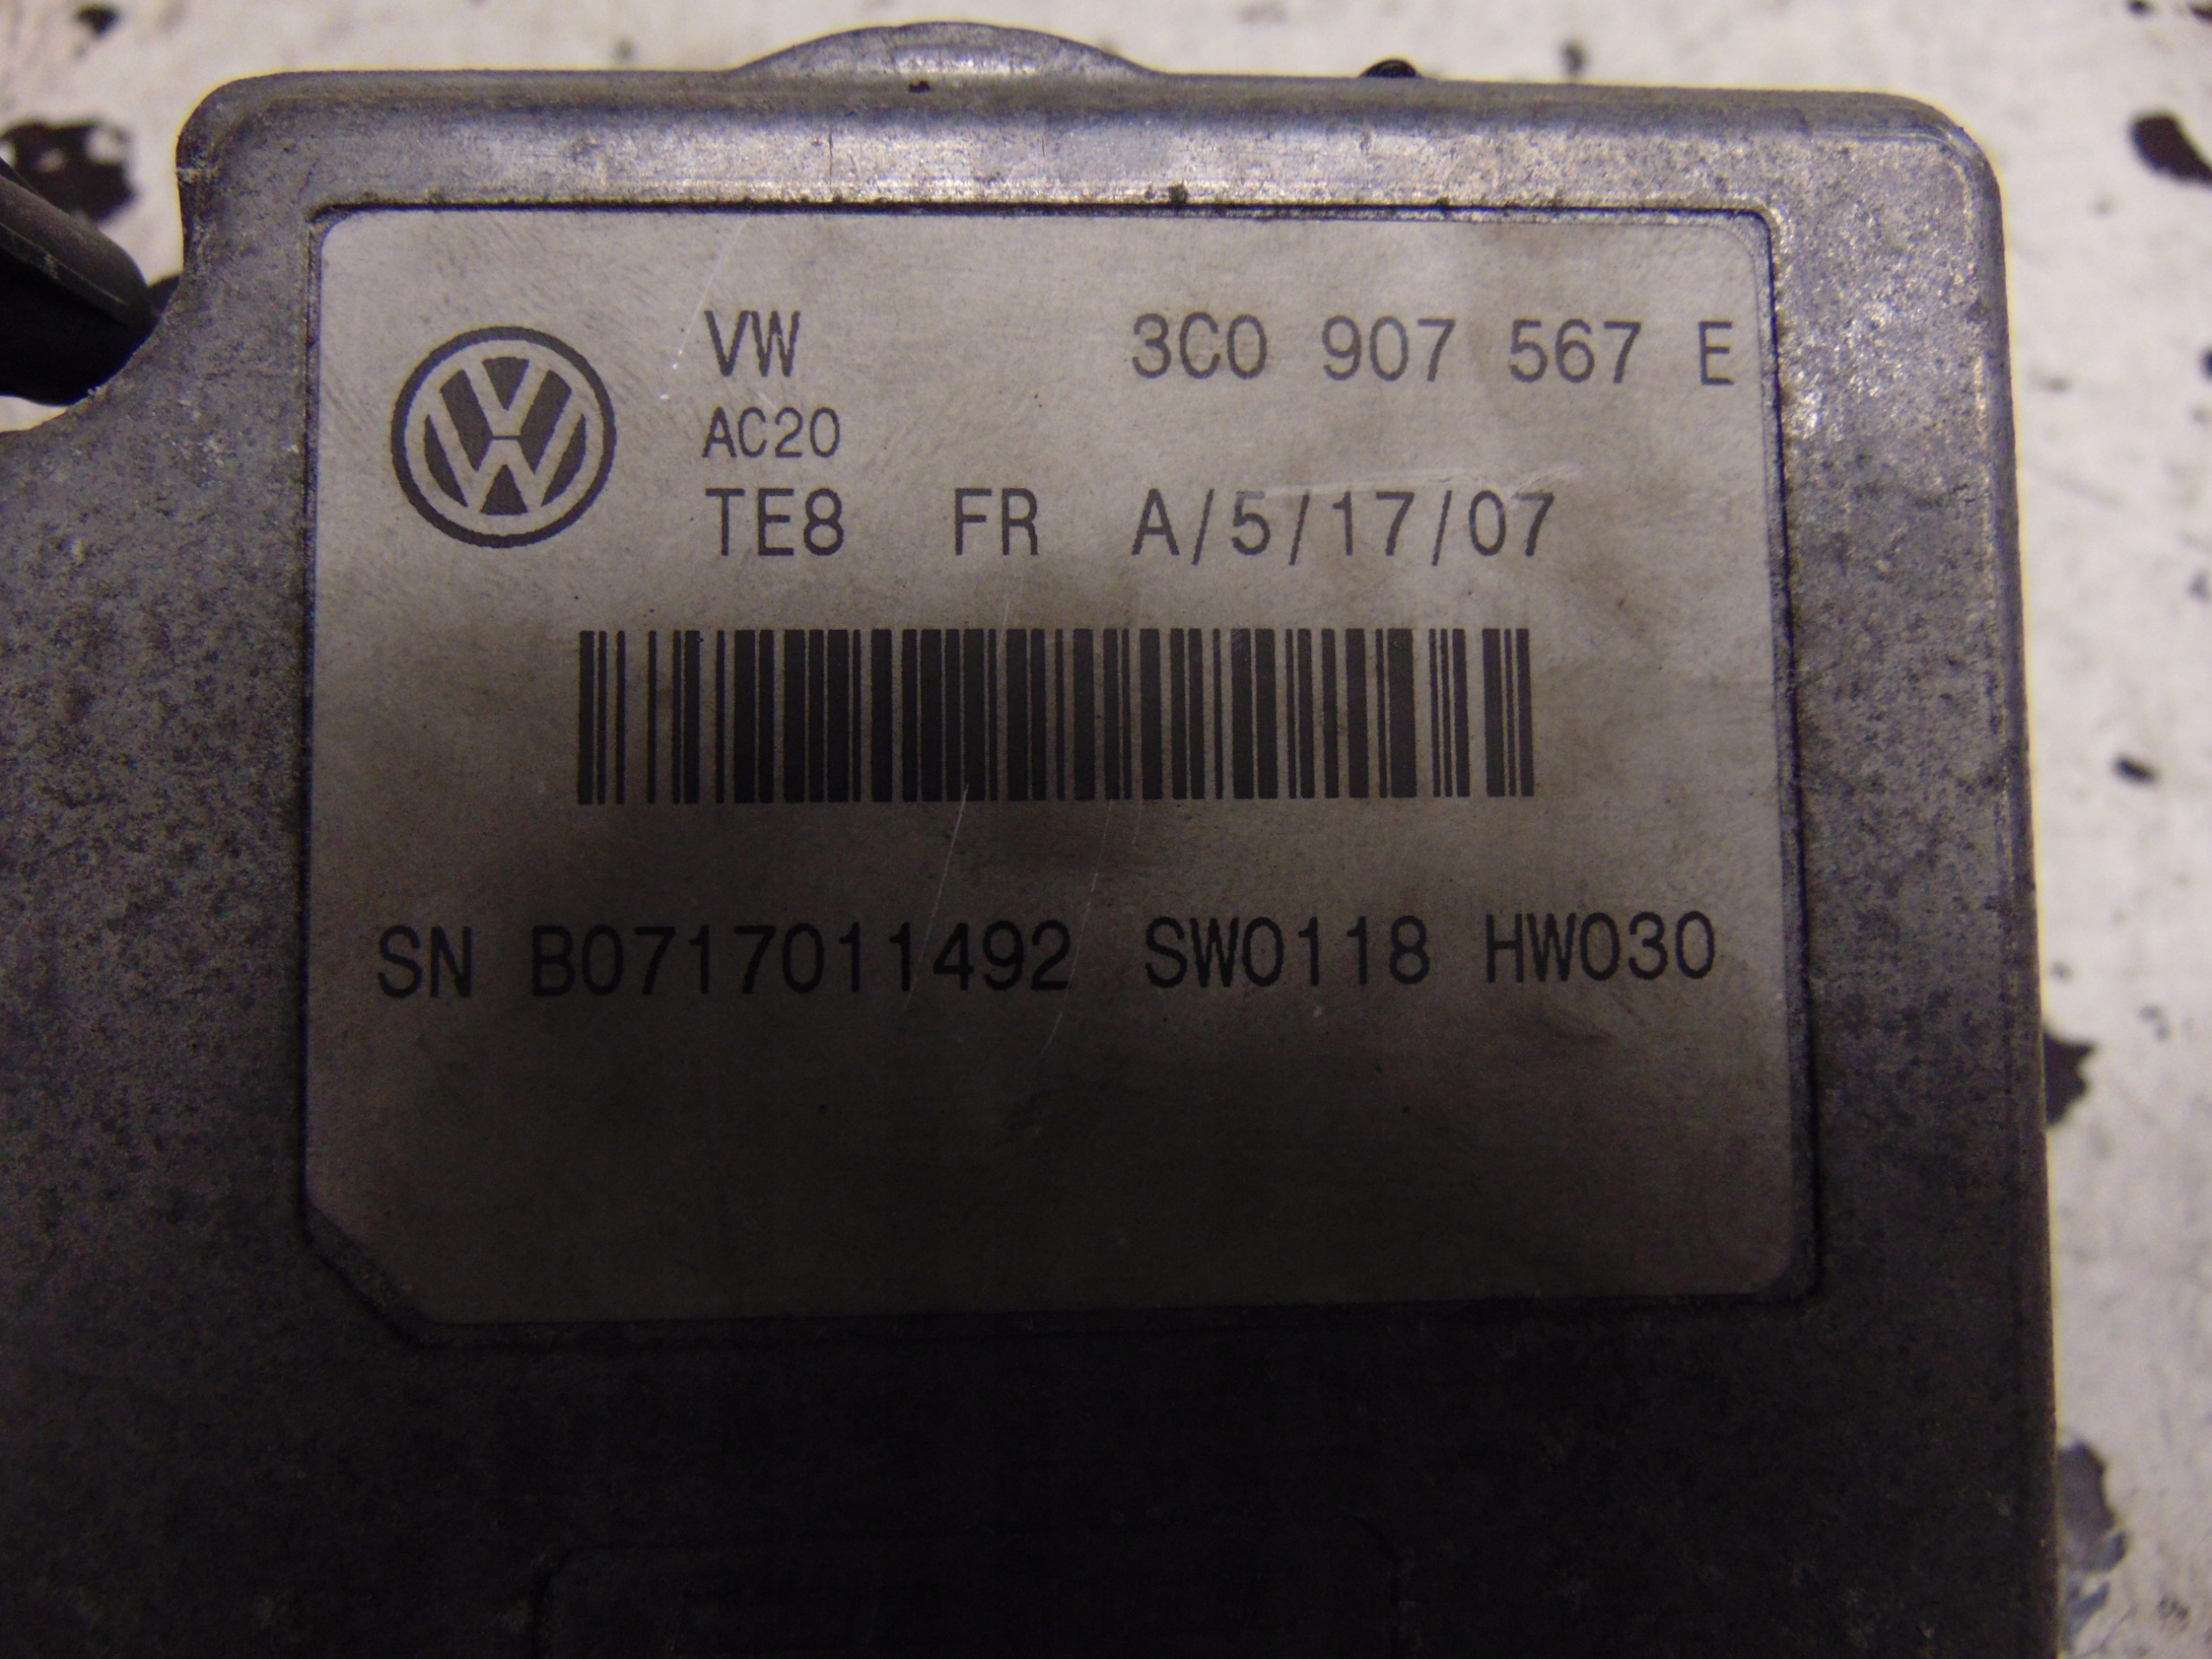 VW 3C0 907 567 E
AC20
TE8 FR A/5/17/07
SN B0717011492 SW0118 HW030